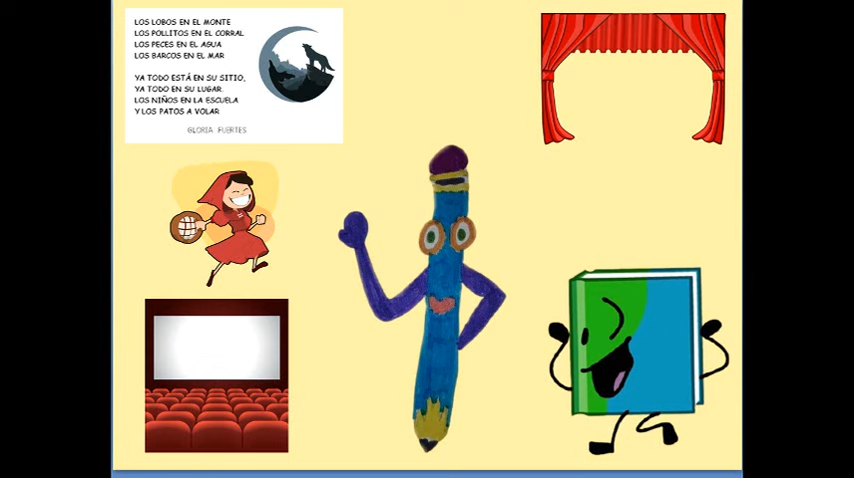 LOS LOBOS EN EL MONTE
LOS POLLITOS EN EL CORRAL
LOS PECES EN EL AGUA
LOS BARCOS EN EL MAR
YA TODO ESTÁ EN SU SITIO,
YA TODO EN SU LUGAR.
LOS NIÑOS EN LA ESCUELA
Y LOS PATOS A VOLAR
GLORIA FUERTES